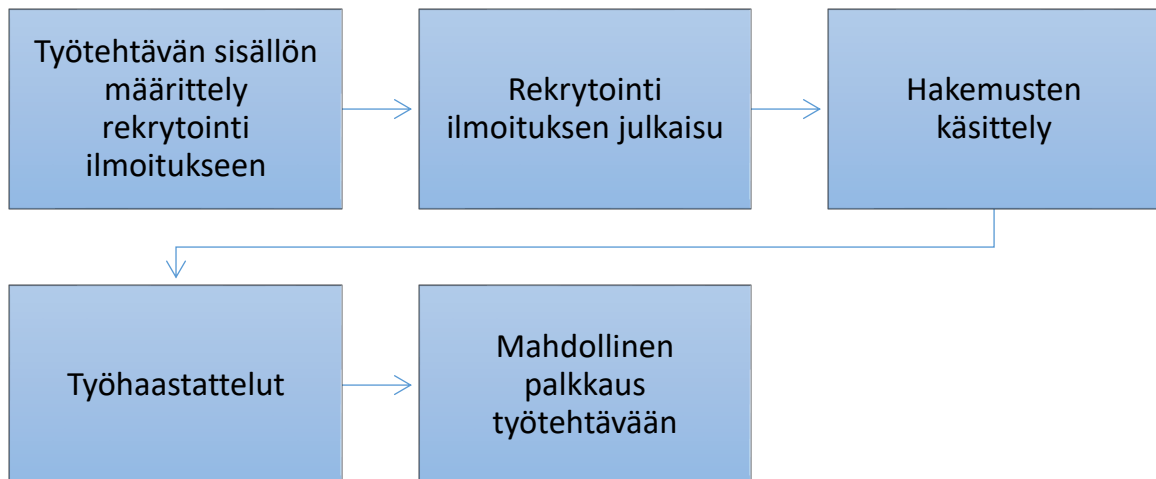 Työtehtävän sisällön
määrittely
rekrytointi
ilmoitukseen
Rekrytointi
ilmoituksen julkaisu
Hakemusten
käsittely
Työhaastattelut
Mahdollinen
palkkaus
työtehtävään